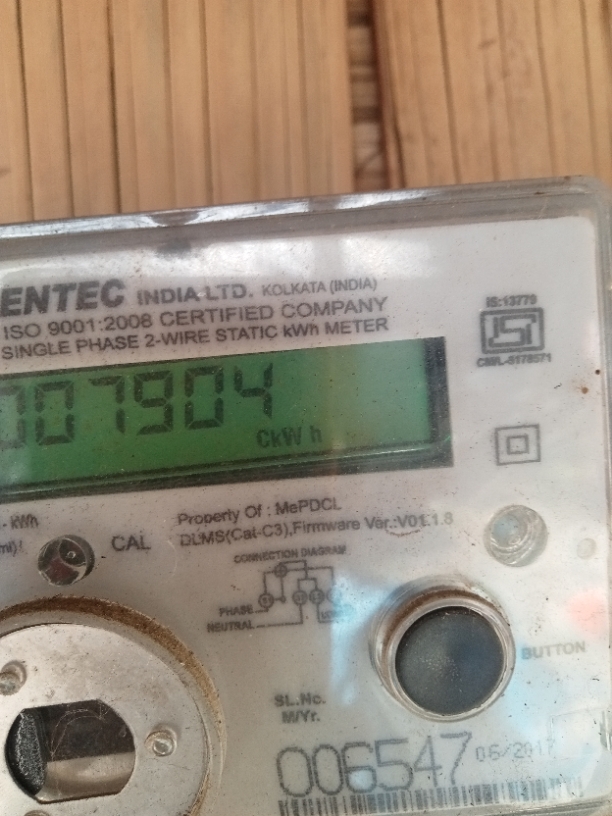 ENTEC INDIA LTD. KOLKATA (INDIA)
ISO 9001:2008 CERTIFIED COMPANY
SINGLE PHASE 2-WIRE STATIC kWh METER
IS:13779
CM/L-5178571
007904
CkW h
- kWh
CAL
Property Of : MePDCL
DLMS(Cat-C3),Firmware Ver.:V01.1.8
CONNECTION DIAGRAM
PHASE
NEUTRAL
BUTTON
SL.No.
M/Yr.
006547 06/2017